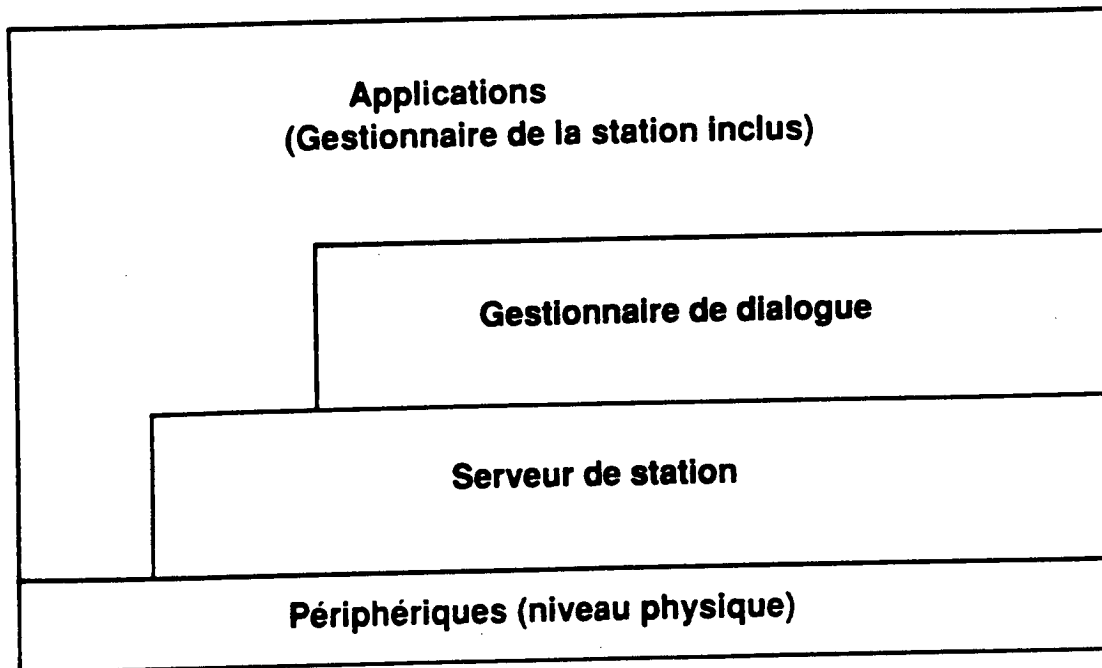 Applications
(Gestionnaire de la station inclus)
Gestionnaire de dialogue
Serveur de station
Périphériques (niveau physique)